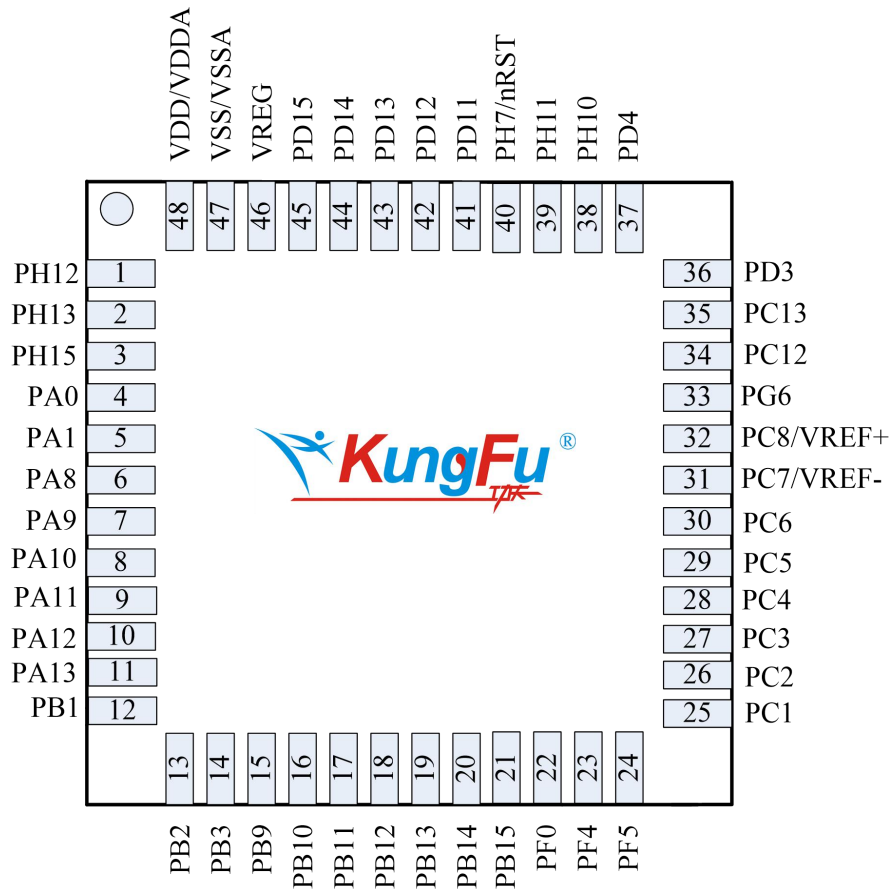 VDD/VDDA
VSS/VSSA
VREG
PD15
PD14
PD13
PD12
PD11
PH7/nRST
PH11
PH10
PD4
48
47
46
45
44
43
42
41
40
39
38
37
PH12 1
PH13 2
PH15 3
PA0 4
PA1 5
PA8 6
PA9 7
PA10 8
PA11 9
PA12 10
PA13 11
PB1 12
KungFu ®
36 PD3
35 PC13
34 PC12
33 PG6
32 PC8/VREF+
31 PC7/VREF-
30 PC6
29 PC5
28 PC4
27 PC3
26 PC2
25 PC1
13
14
15
16
17
18
19
20
21
22
23
24
PB2
PB3
PB9
PB10
PB11
PB12
PB13
PB14
PB15
PF0
PF4
PF5